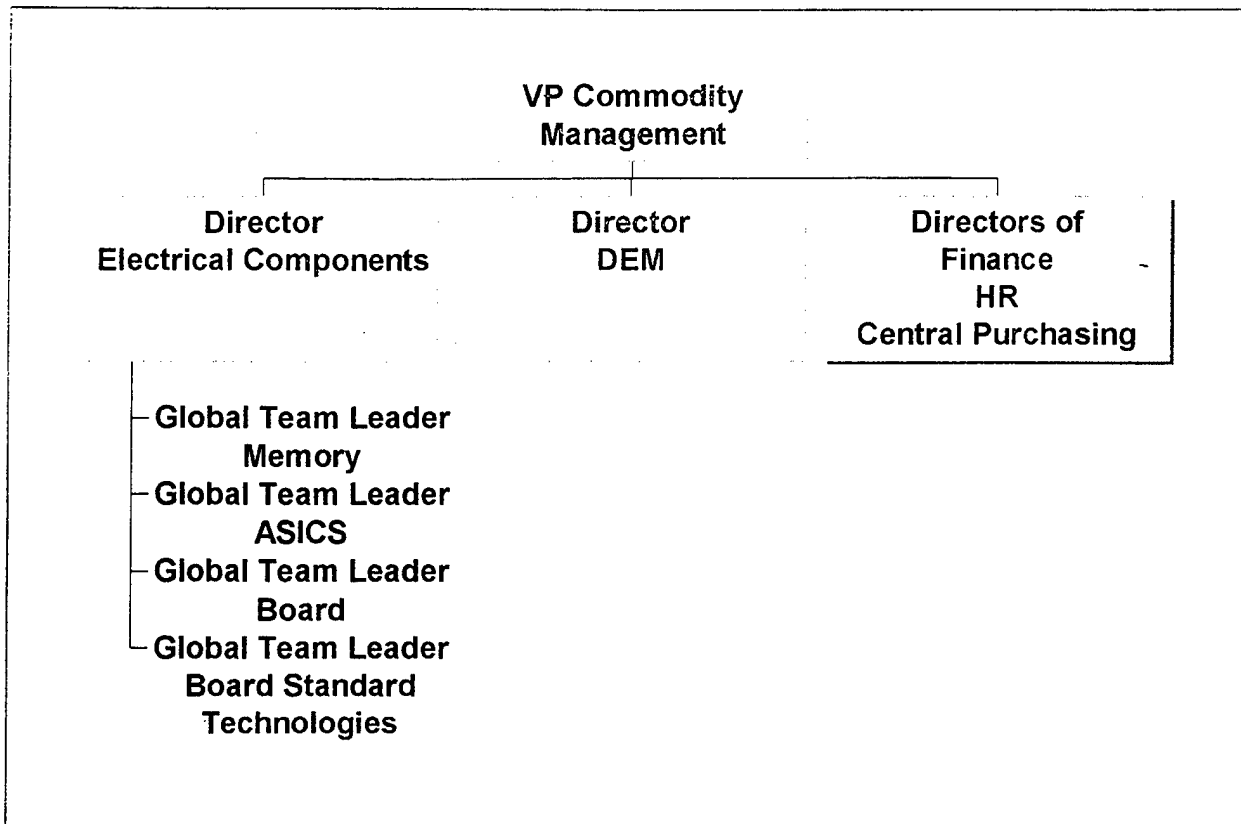 VP Commodity
Management
Director
Electrical Components
Director
DEM
Directors of
Finance
HR
Central Purchasing
Global Team Leader
Memory
Global Team Leader
ASICS
Global Team Leader
Board
Global Team Leader
Board Standard
Technologies